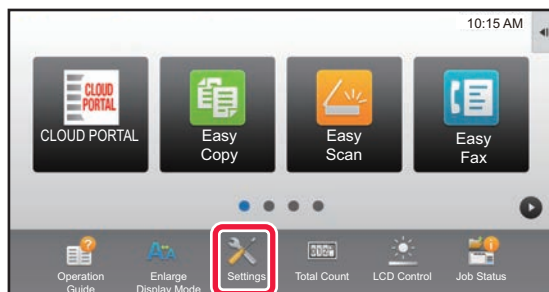 10:15 AM
CLOUD
PORTAL
CLOUD PORTAL
Easy
Copy
Easy
Scan
Easy
Fax
Operation
Guide
Enlarge
Display Mode
Settings
Total Count
LCD Control
Job Status